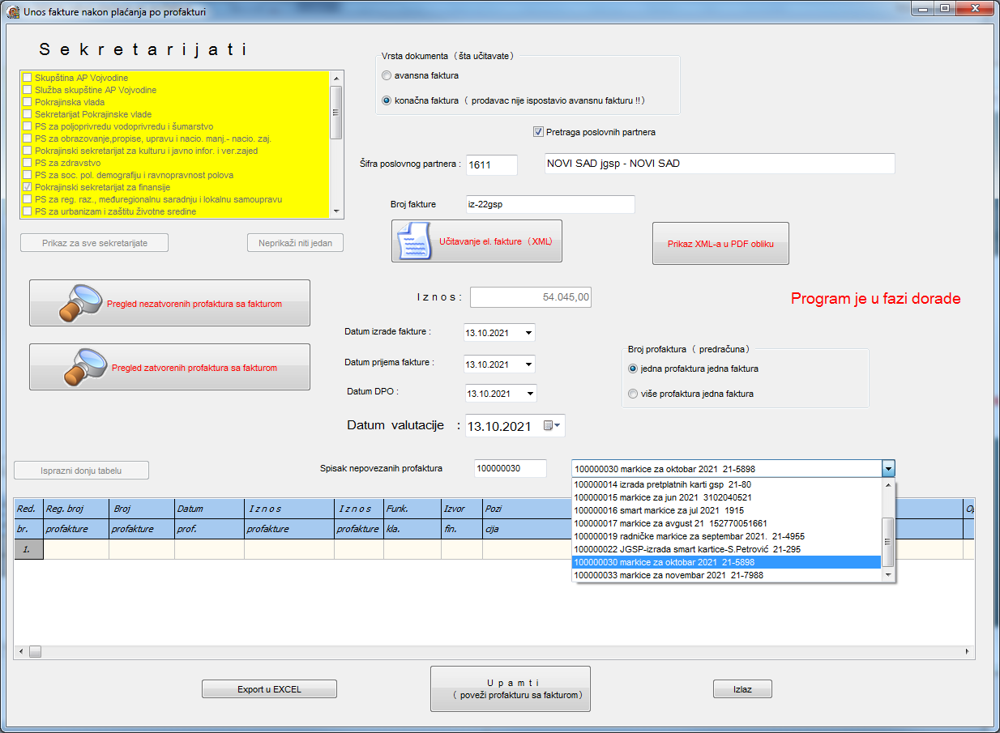 Unos fakture nakon plaćanja po profakturi
Sekretarijati
Skupština AP Vojvodine
Služba skupštine AP Vojvodine
Pokrajinska vlada
Sekretarijat Pokrajinske vlade
PS za poljoprivredu vodoprivredu i šumarstvo
PS za obrazovanje,propise, upravu i nacio. manj.- nacio. zaj.
Pokrajinski sekretarijat za kulturu i javno infor. i ver.zajed
PS za zdravstvo
PS za soc. pol. demografiju i ravnopravnost polova
Pokrajinski sekretarijat za finansije
PS za reg. raz., međuregionalnu saradnju i lokalnu samoupravu
PS za urbanizam i zaštitu životne sredine
Prikaz za sve sekretarijate
Neprikaži niti jedan
Pregled nezatvorenih profaktura sa fakturom
Pregled zatvorenih profaktura sa fakturom
Vrsta dokumenta (šta učitavate)
avansna faktura
konačna faktura ( prodavac nije ispostavio avansnu fakturu !!)
Pretraga poslovnih partnera
Šifra poslovnog partnera : 1611 NOVI SAD jgsp - NOVI SAD
Broj fakture iz-22gsp
Učitavanje el. fakture (XML)
Prikaz XML-a u PDF obliku
Iznos: 54.045,00
Program je u fazi dorade
Datum izrade fakture : 13.10.2021
Datum prijema fakture : 13.10.2021
Datum DPO : 13.10.2021
Datum valutacije : 13.10.2021
Broj profaktura ( predračuna)
jedna profaktura jedna faktura
više profaktura jedna faktura
Isprazni donju tabelu
Spisak nepovezanih profaktura 100000030 100000030 markice za oktobar 2021 21-5898
100000014 izrada pretplatnih karti gsp 21-80
100000015 markice za jun 2021 3102040521
100000016 smart markice za jul 2021 1915
100000017 markice za avgust 21 152770051661
100000019 radničke markice za septembar 2021. 21-4955
100000022 JGSP-izrada smart kartice-S.Petrović 21-295
100000030 markice za oktobar 2021 21-5898
100000033 markice za novembar 2021 21-7988
Red. Reg. broj Broj Datum Iznos Iznos Funk. Izvor Pozi
br. profakture profakture prof. profakture profakture kla. fin. cija
1.
Export u EXCEL
Upamti
( poveži profakturu sa fakturom)
Izlaz